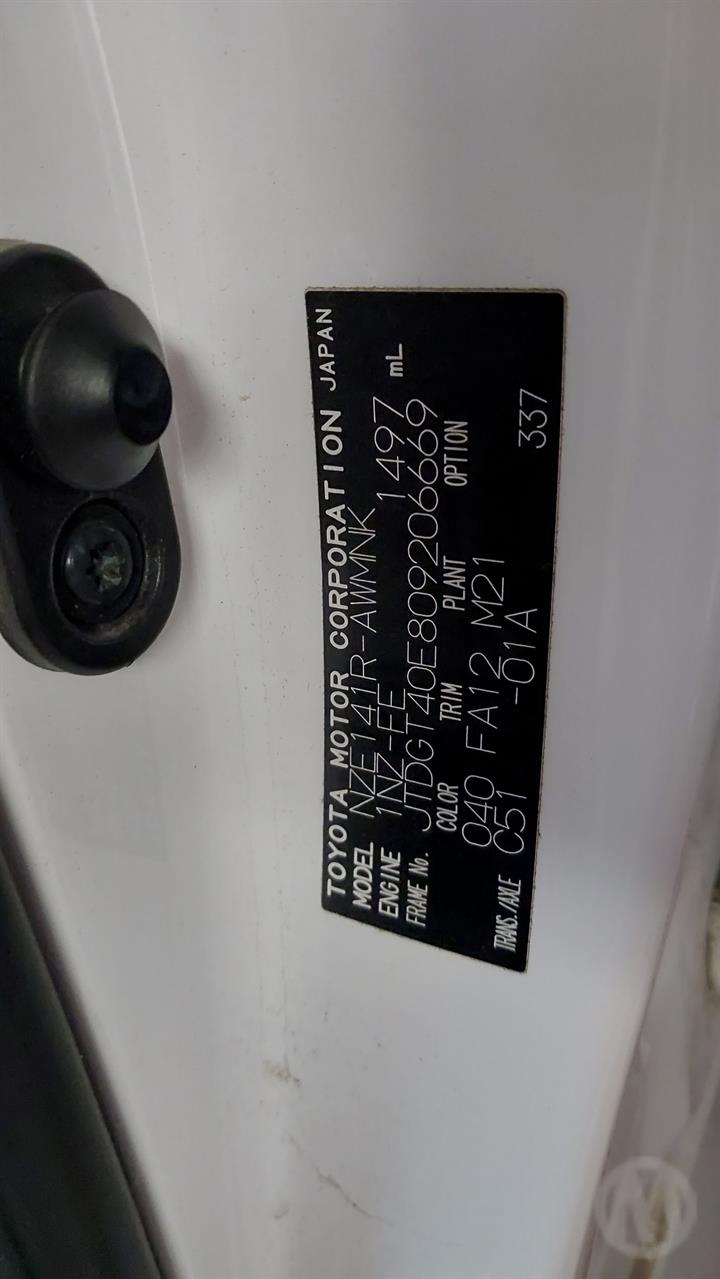 TOYOTA MOTOR CORPORATION JAPAN
MODEL NZE141R-AWMNK
ENGINE 1NZ-FE 1497 mL
FRAME No. JTDGT40E809206669
COLOR TRIM PLANT OPTION
040 FA12 M21
TRANS./AXLE C51 -01A 337
M